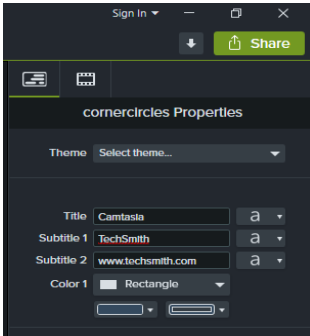 Sign In
Share
cornercircles Properties
Theme Select theme...
Title Camtasia a
Subtitle 1 TechSmith a
Subtitle 2 www.techsmith.com a
Color 1 Rectangle